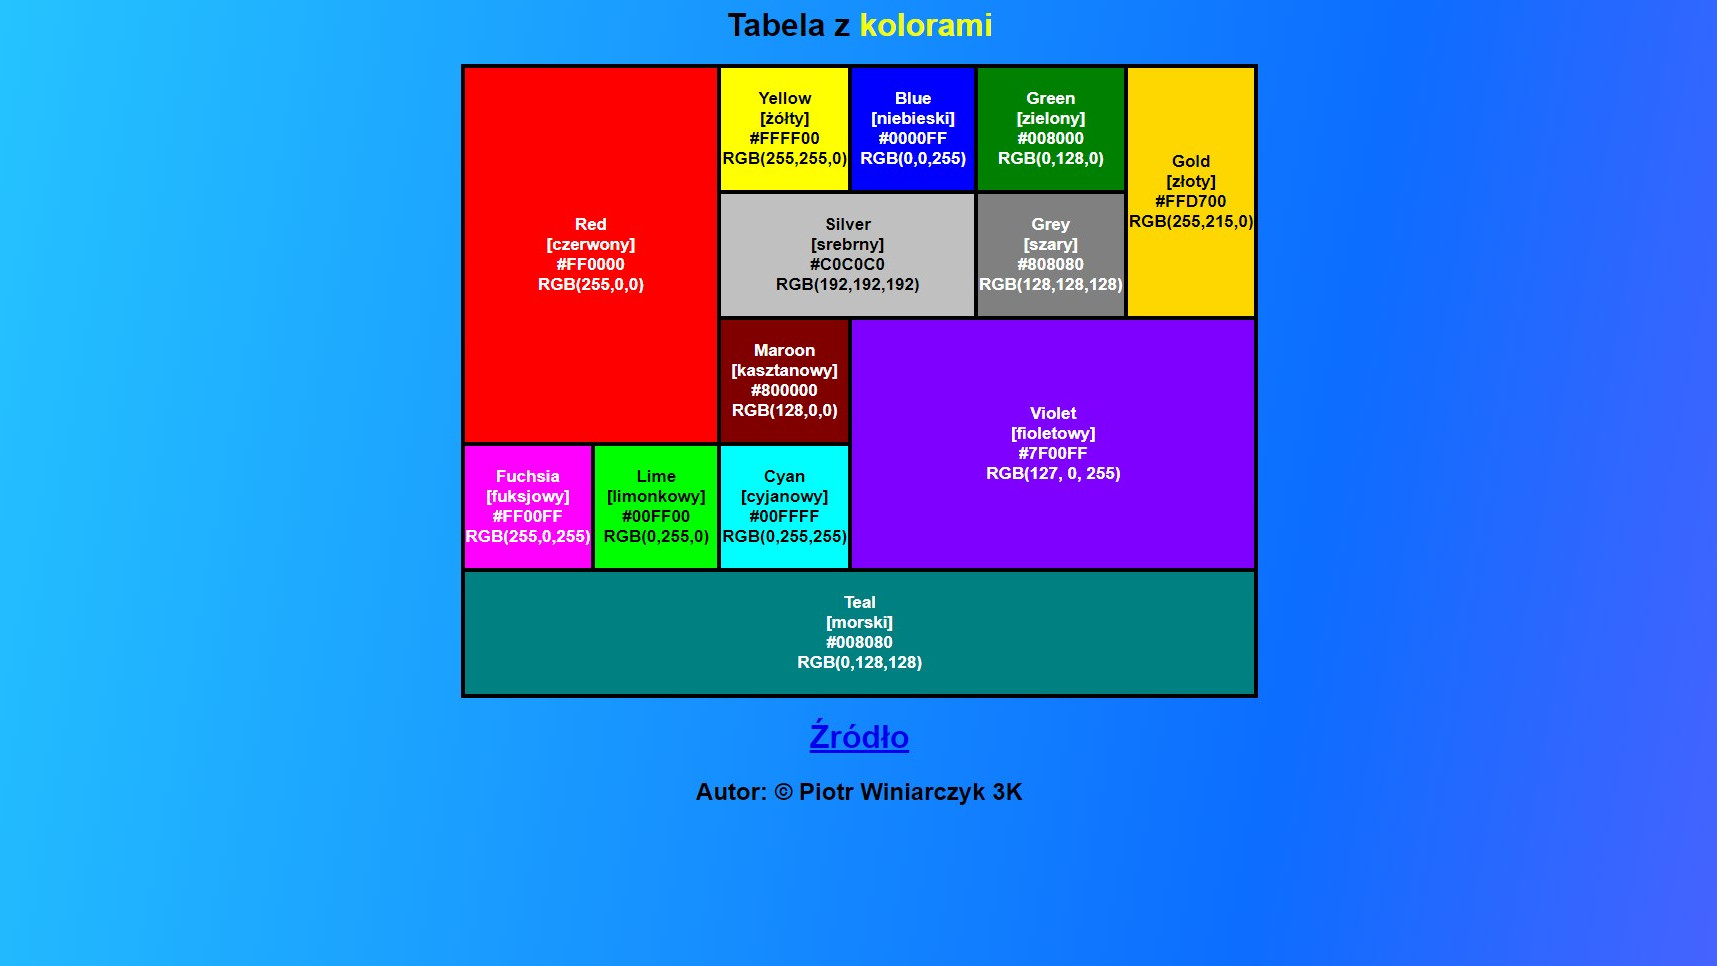 Tabela z kolorami
Red
[czerwony]
#FF0000
RGB(255,0,0)
Yellow
[żółty]
#FFFF00
RGB(255,255,0)
Blue
[niebieski]
#0000FF
RGB(0,0,255)
Green
[zielony]
#008000
RGB(0,128,0)
Gold
[złoty]
#FFD700
RGB(255,215,0)
Silver
[srebrny]
#C0C0C0
RGB(192,192,192)
Grey
[szary]
#808080
RGB(128,128,128)
Maroon
[kasztanowy]
#800000
RGB(128,0,0)
Violet
[fioletowy]
#7F00FF
RGB(127, 0, 255)
Fuchsia
[fuksjowy]
#FF00FF
RGB(255,0,255)
Lime
[limonkowy]
#00FF00
RGB(0,255,0)
Cyan
[cyjanowy]
#00FFFF
RGB(0,255,255)
Teal
[morski]
#008080
RGB(0,128,128)
Źródło
Autor: © Piotr Winiarczyk 3K